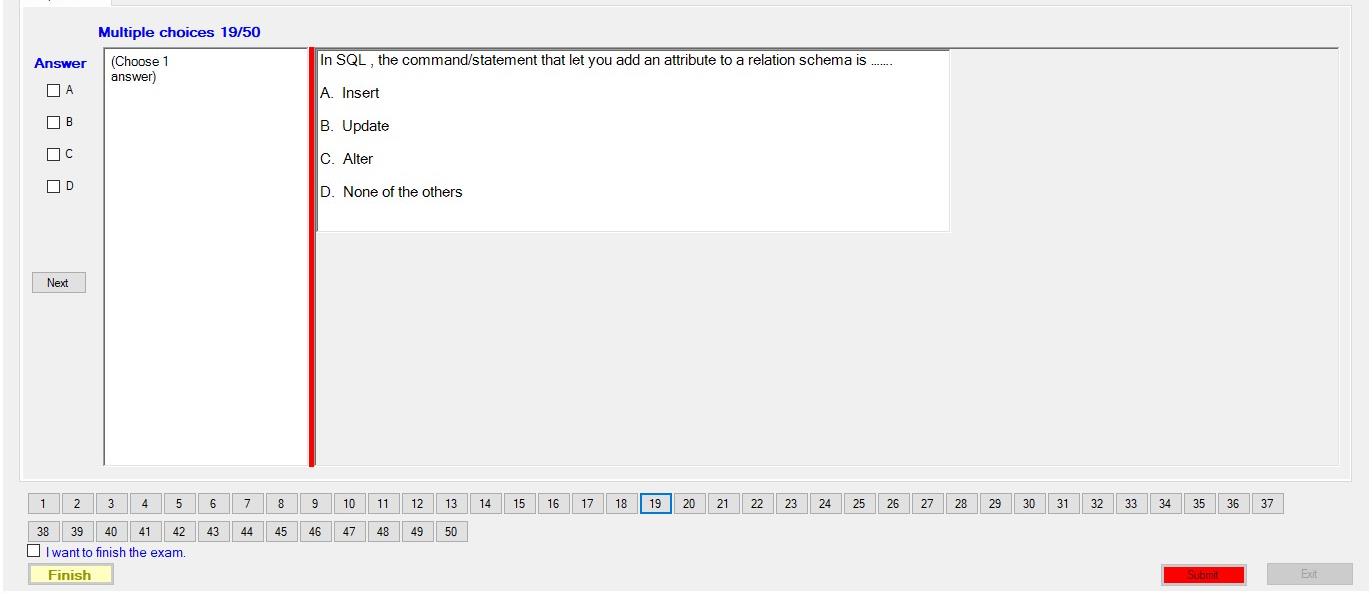 Multiple choices 19/50
Answer
(Choose 1
answer)
A
B
C
D
Next
In SQL , the command/statement that let you add an attribute to a relation schema is .......
A. Insert
B. Update
C. Alter
D. None of the others
1 2 3 4 5 6 7 8 9 10 11 12 13 14 15 16 17 18 19 20 21 22 23 24 25 26 27 28 29 30 31 32 33 34 35 36 37
38 39 40 41 42 43 44 45 46 47 48 49 50
I want to finish the exam.
Finish
Submit
Exit